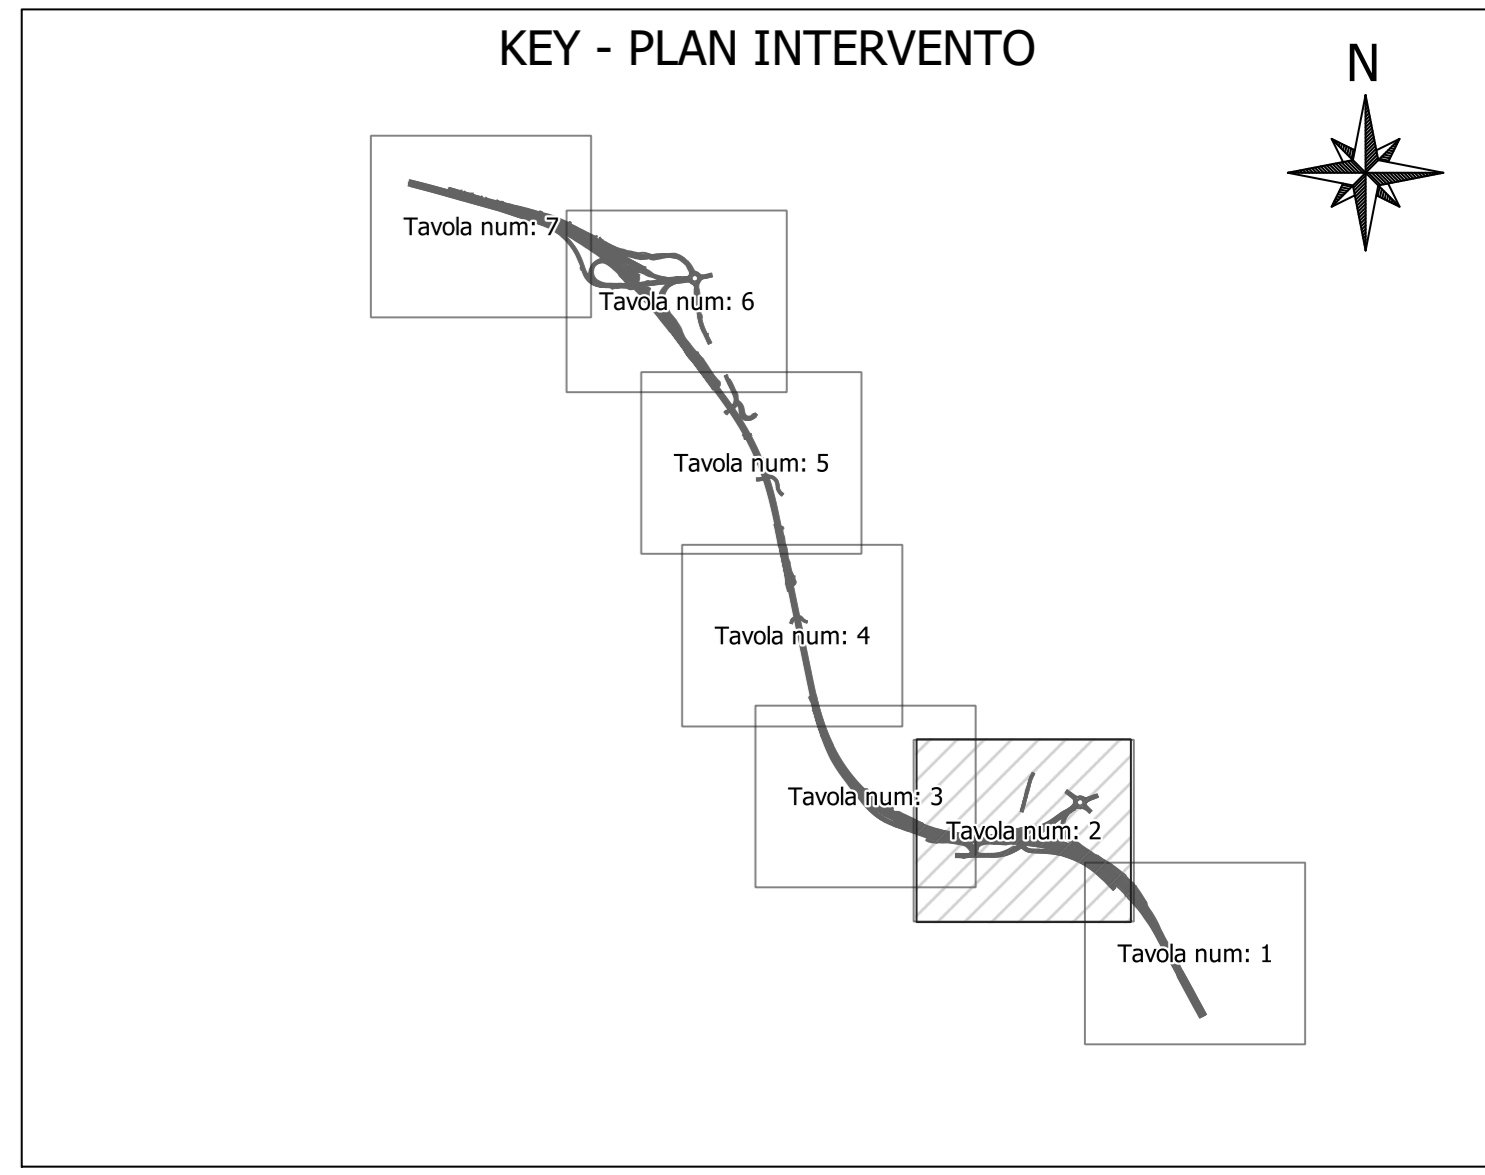 KEY - PLAN INTERVENTO
N
Tavola num: 7
Tavola num: 6
Tavola num: 5
Tavola num: 4
Tavola num: 3
Tavola num: 2
Tavola num: 1